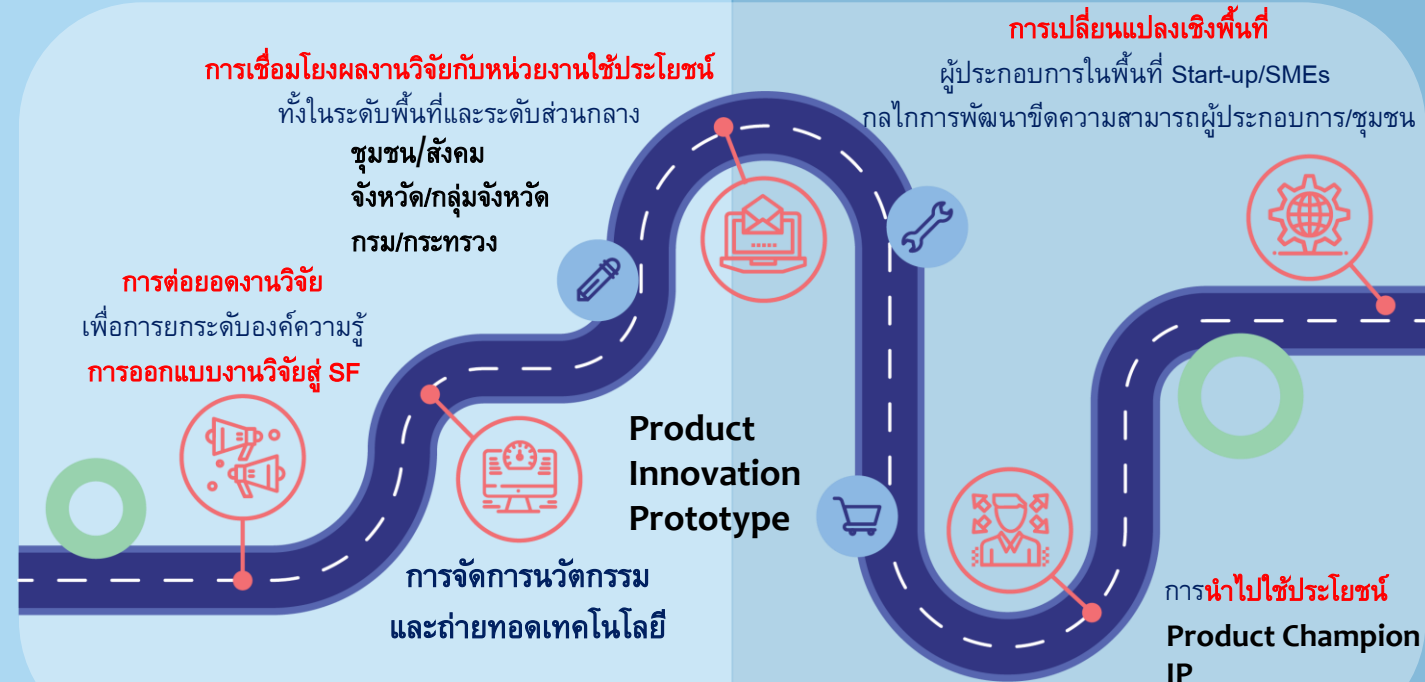 การเชื่อมโยงผลงานวิจัยกับหน่วยงานใช้ประโยชน์
ทั้งในระดับพื้นที่และระดับส่วนกลาง
ชุมชน/สังคม
จังหวัด/กลุ่มจังหวัด
กรม/กระทรวง
การต่อยอดงานวิจัย
เพื่อการยกระดับองค์ความรู้
การออกแบบงานวิจัยสู่ SF
Product
Innovation
Prototype
การจัดการนวัตกรรม
และถ่ายทอดเทคโนโลยี
การเปลี่ยนแปลงเชิงพื้นที่
ผู้ประกอบการในพื้นที่ Start-up/SMEs
กลไกการพัฒนาขีดความสามารถผู้ประกอบการ/ชุมชน
การนำไปใช้ประโยชน์
Product Champion
IP